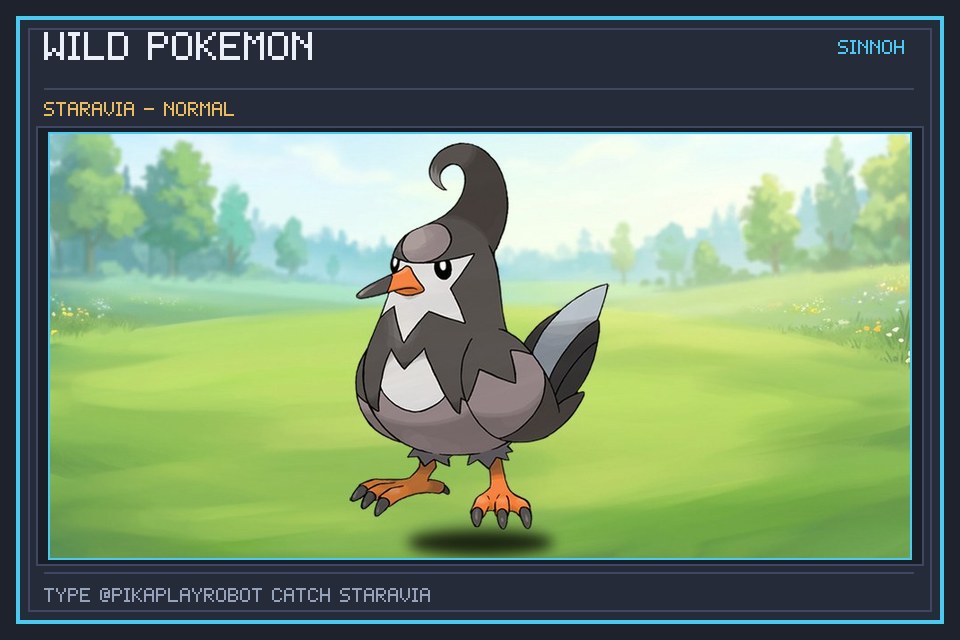 WILD POKEMON
SINNOH
STARAVIA - NORMAL
TYPE @PIKAPLAYROBOT CATCH STARAVIA